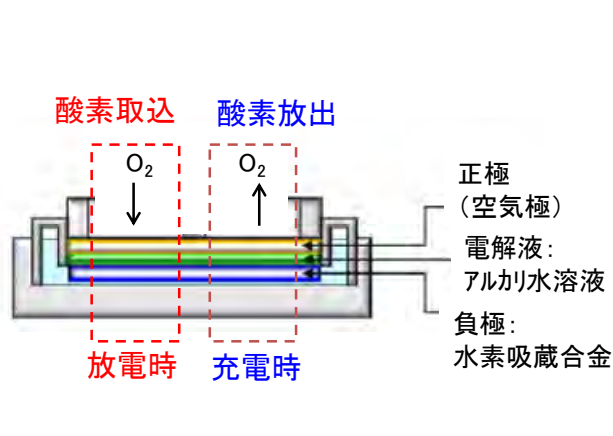 酸素取込
酸素放出
O₂
O₂
正極
(空気極)
電解液:
アルカリ水溶液
負極:
水素吸蔵合金
放電時
充電時